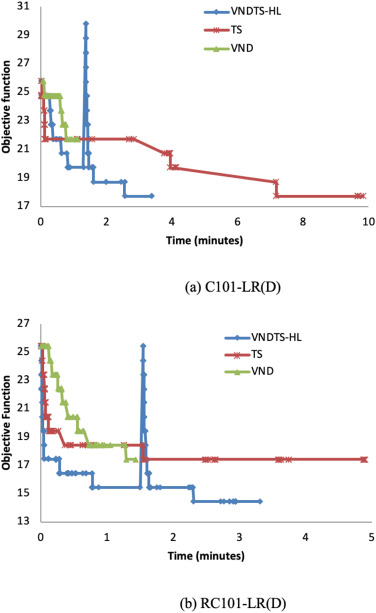 31
29
27
25
23
21
19
17
Objective function
VNDTS-HL
TS
VND
0 2 4 6 8 10
Time (minutes)
(a) C101-LR(D)
27
25
23
21
19
17
15
13
Objective Function
VNDTS-HL
TS
VND
0 1 2 3 4 5
Time (minutes)
(b) RC101-LR(D)